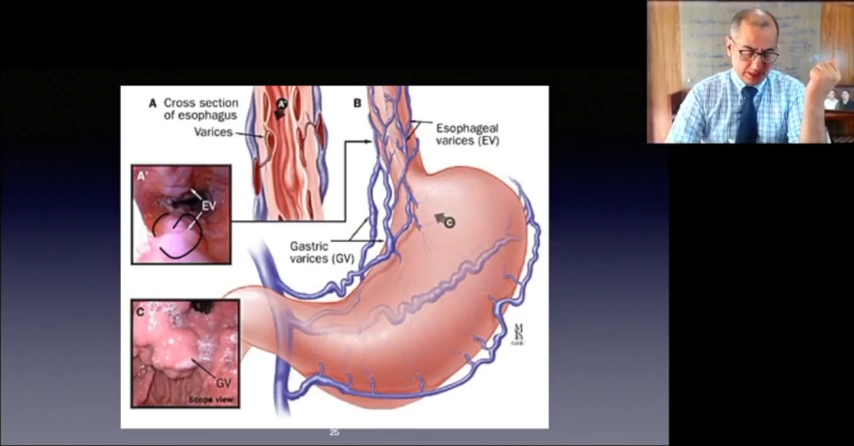 A Cross section
of esophagus
Varices
A'
B
Esophageal
varices (EV)
A'
EV
C
Gastric
varices (GV)
C
GV
Scope view
25